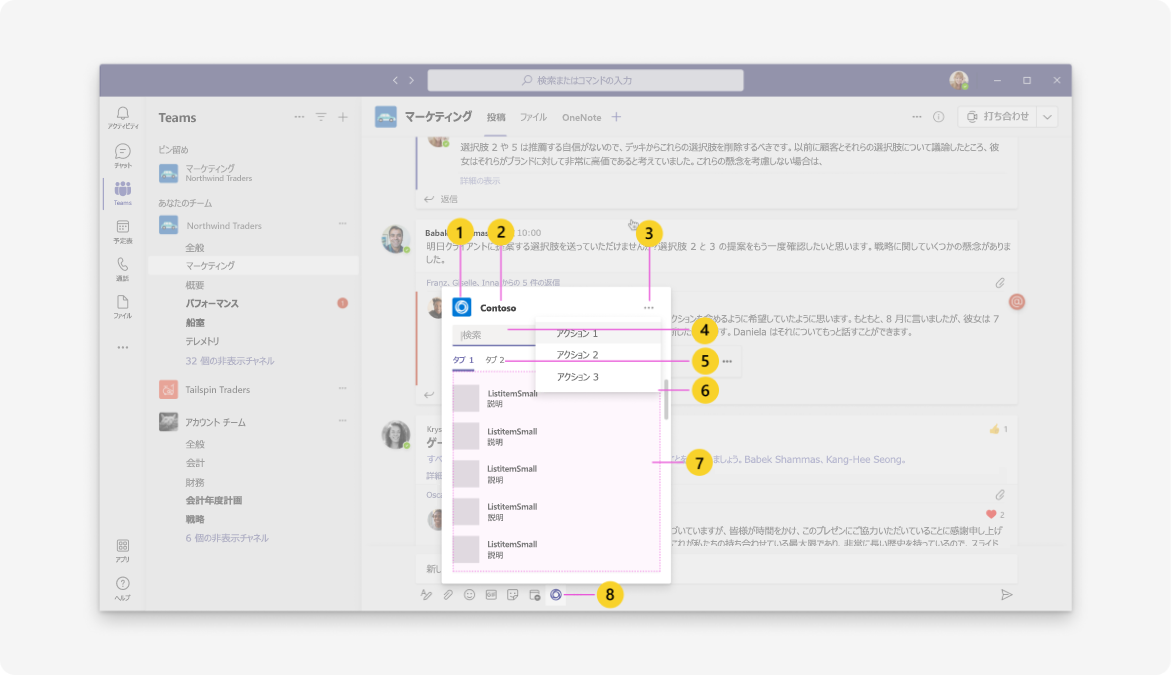 検索またはコマンドの入力
アクティビティ
チャット
Teams
予定表
通話
ファイル
アプリ
ヘルプ
Teams
ピン留め
マーケティング
Northwind Traders
あなたのチーム
Northwind Traders
全般
マーケティング
概要
パフォーマンス
船室
テレメトリ
32 個の非表示チャネル
Tailspin Traders
アカウント チーム
全般
会計
財務
会計年度計画
戦略
6 個の非表示チャネル
マーケティング 投稿 ファイル OneNote
打ち合わせ
選択肢 2 や 5 は推薦する自信がないので、デッキからこれらの選択肢を削除するべきです。以前に顧客とそれらの選択肢について議論したところ、彼
女はそれらがブランドに対して非常に高価であると考えていました。これらの懸念を考慮しない場合は、
詳細の表示
返信
Babak 10:00
明日クライアントに提案する選択肢を送っていただけませんか?選択肢 2 と 3 の提案をもう一度確認したいと思います。戦略に関していくつかの懸念がありま
した。
Franz, Giselle, Innaからの 5 件の返信
クションを含めるように希望していたように思います。もともと、8 月に言いましたが、彼女は 7
す。Daniela はそれについてもっと話すことができます。
1
2
3
Contoso
検索
アクション 1
アクション 2
アクション 3
タブ 1 タブ 2
4
5
6
7
8
ListitemSmall
説明
ListitemSmall
説明
ListitemSmall
説明
ListitemSmall
説明
ListitemSmall
説明
Krys
ゲー
1
すべ
ましょう。Babek Shammas、Kang-Hee Seong。
詳細
Osca
2
づいていますが、皆様が時間をかけ、このプレゼンにご協力いただいていることに感謝申し上げ
新し